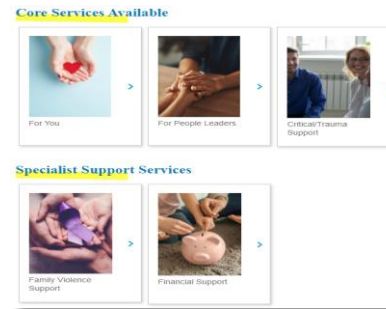 Core Services Available
For You
For People Leaders
Critical/Trauma
Support
Specialist Support Services
Family Violence
Support
Financial Support